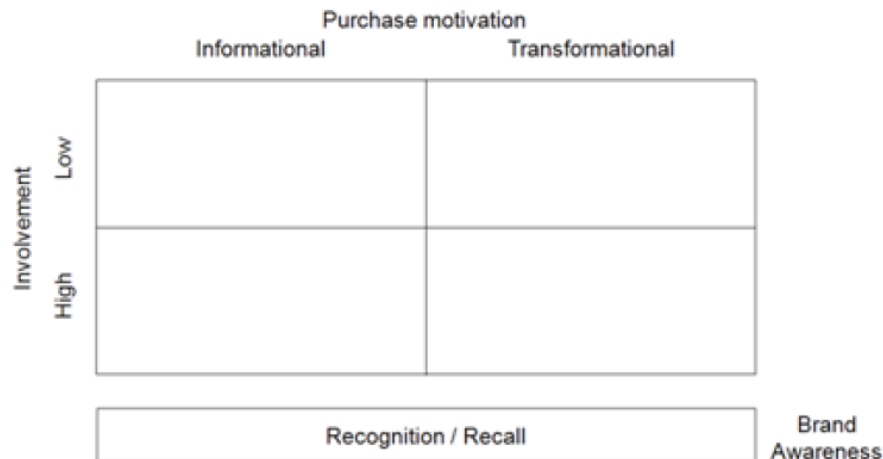 Purchase motivation
Informational Transformational
Involvement
Low
High
Recognition / Recall
Brand
Awareness